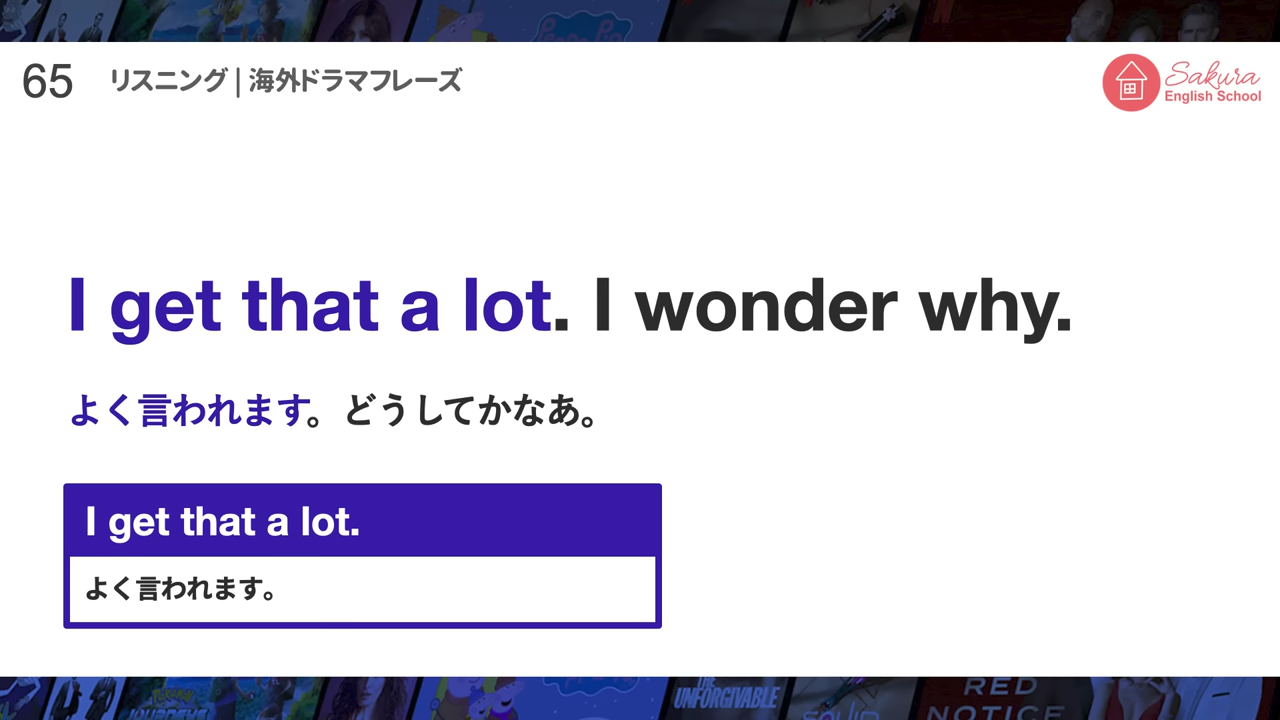 65 リスニング | 海外ドラマフレーズ
Sakura
English School
I get that a lot. I wonder why.
よく言われます。どうしてかなあ。
I get that a lot.
よく言われます。
THE
UNFORGIVABLE
RED
NOTICE